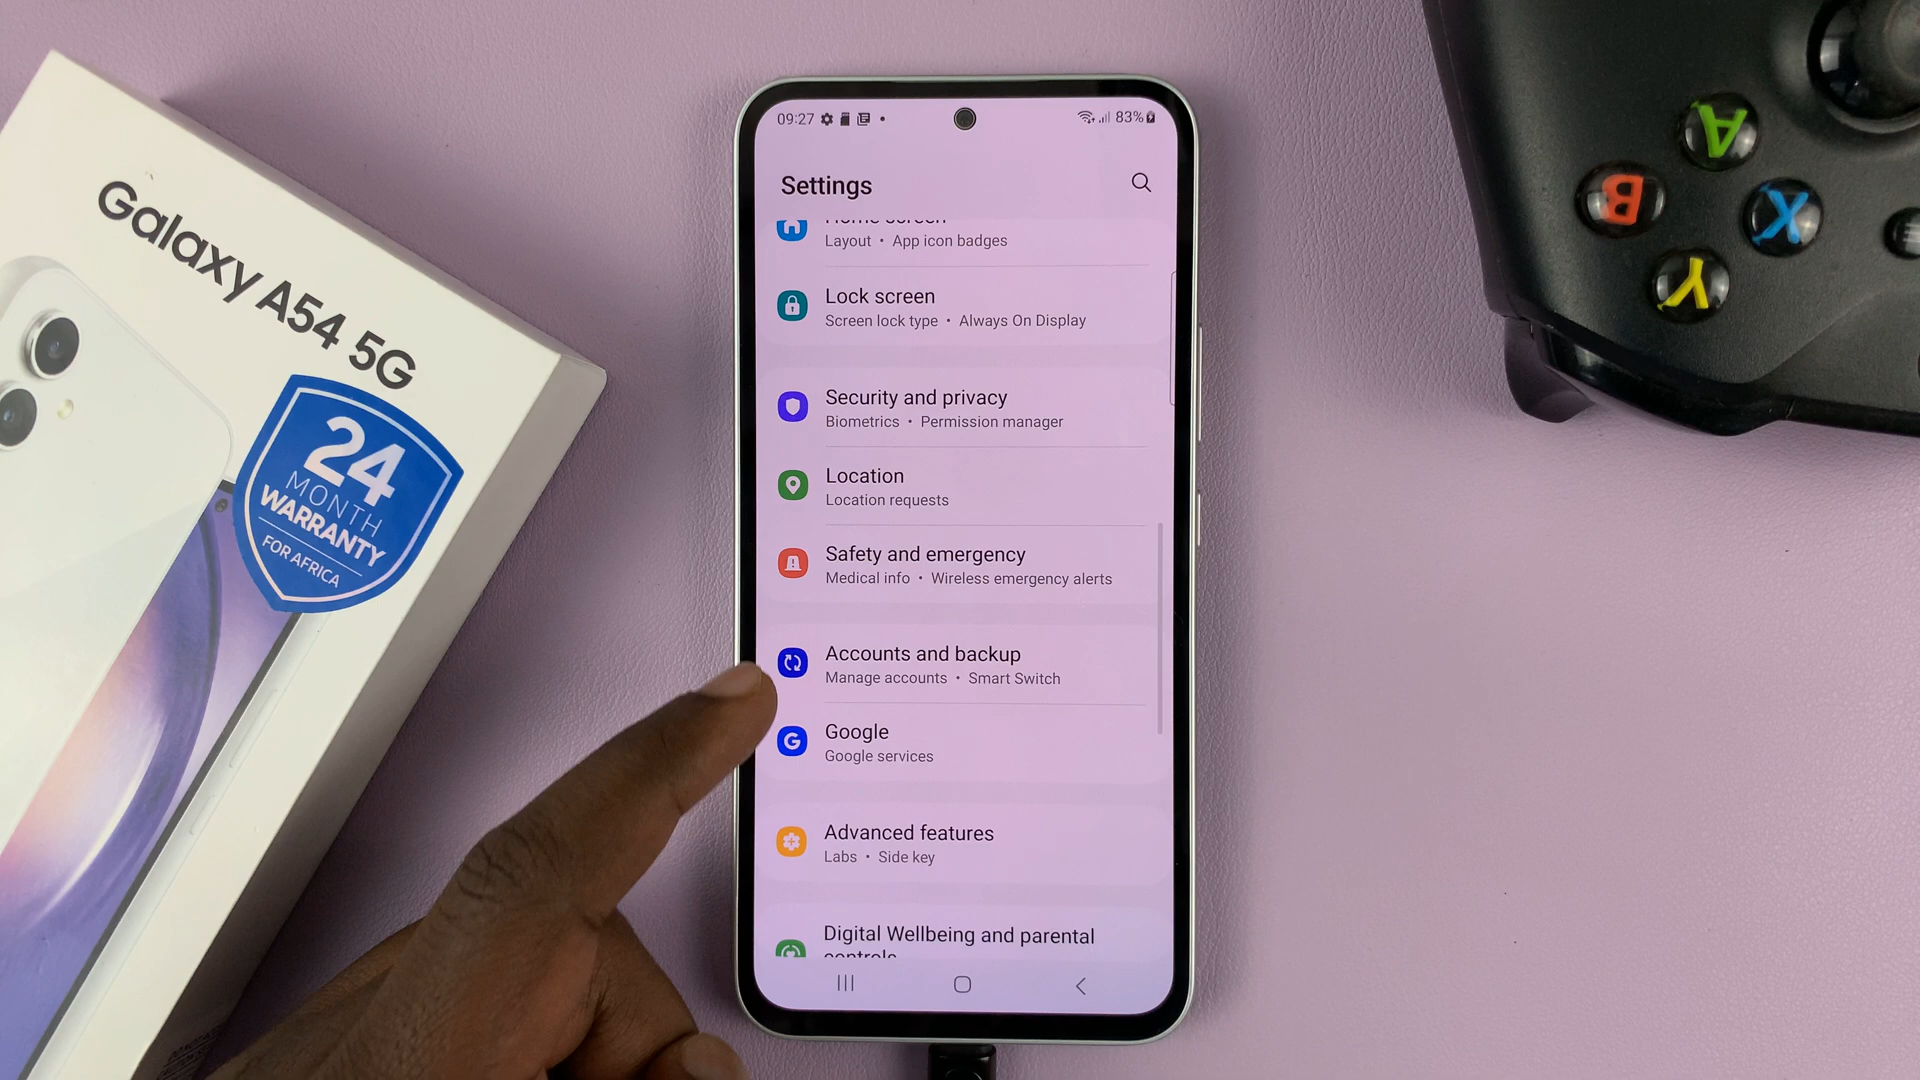 Galaxy A54 5G
24
MONTH
WARRANTY
FOR AFRICA
09:27
83%
Settings
Home screen
Layout • App icon badges
Lock screen
Screen lock type • Always On Display
Security and privacy
Biometrics • Permission manager
Location
Location requests
Safety and emergency
Medical info • Wireless emergency alerts
Accounts and backup
Manage accounts • Smart Switch
G
Google
Google services
Advanced features
Labs • Side key
Digital Wellbeing and parental
controls
A
B
X
Y